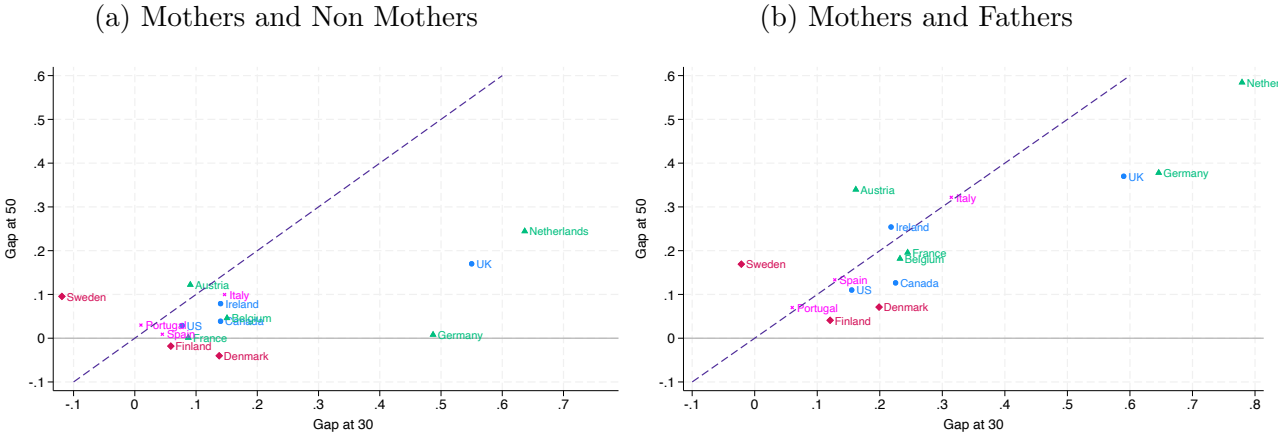 (a) Mothers and Non Mothers
.6
.5
.4
.3
.2
.1
0
-.1
Gap at 50
Netherlands
UK
Austria
Sweden
Italy
Ireland
Portugal
US
Belgium
Canada
Spain
France
Germany
Finland
Denmark
-.1 0 .1 .2 .3 .4 .5 .6 .7
Gap at 30
(b) Mothers and Fathers
.6
.5
.4
.3
.2
.1
0
-.1
Gap at 50
Nether
UK
Germany
Austria
Italy
Ireland
France
Belgium
Sweden
Spain
Canada
US
Portugal
Denmark
Finland
-.1 0 .1 .2 .3 .4 .5 .6 .7 .8
Gap at 30